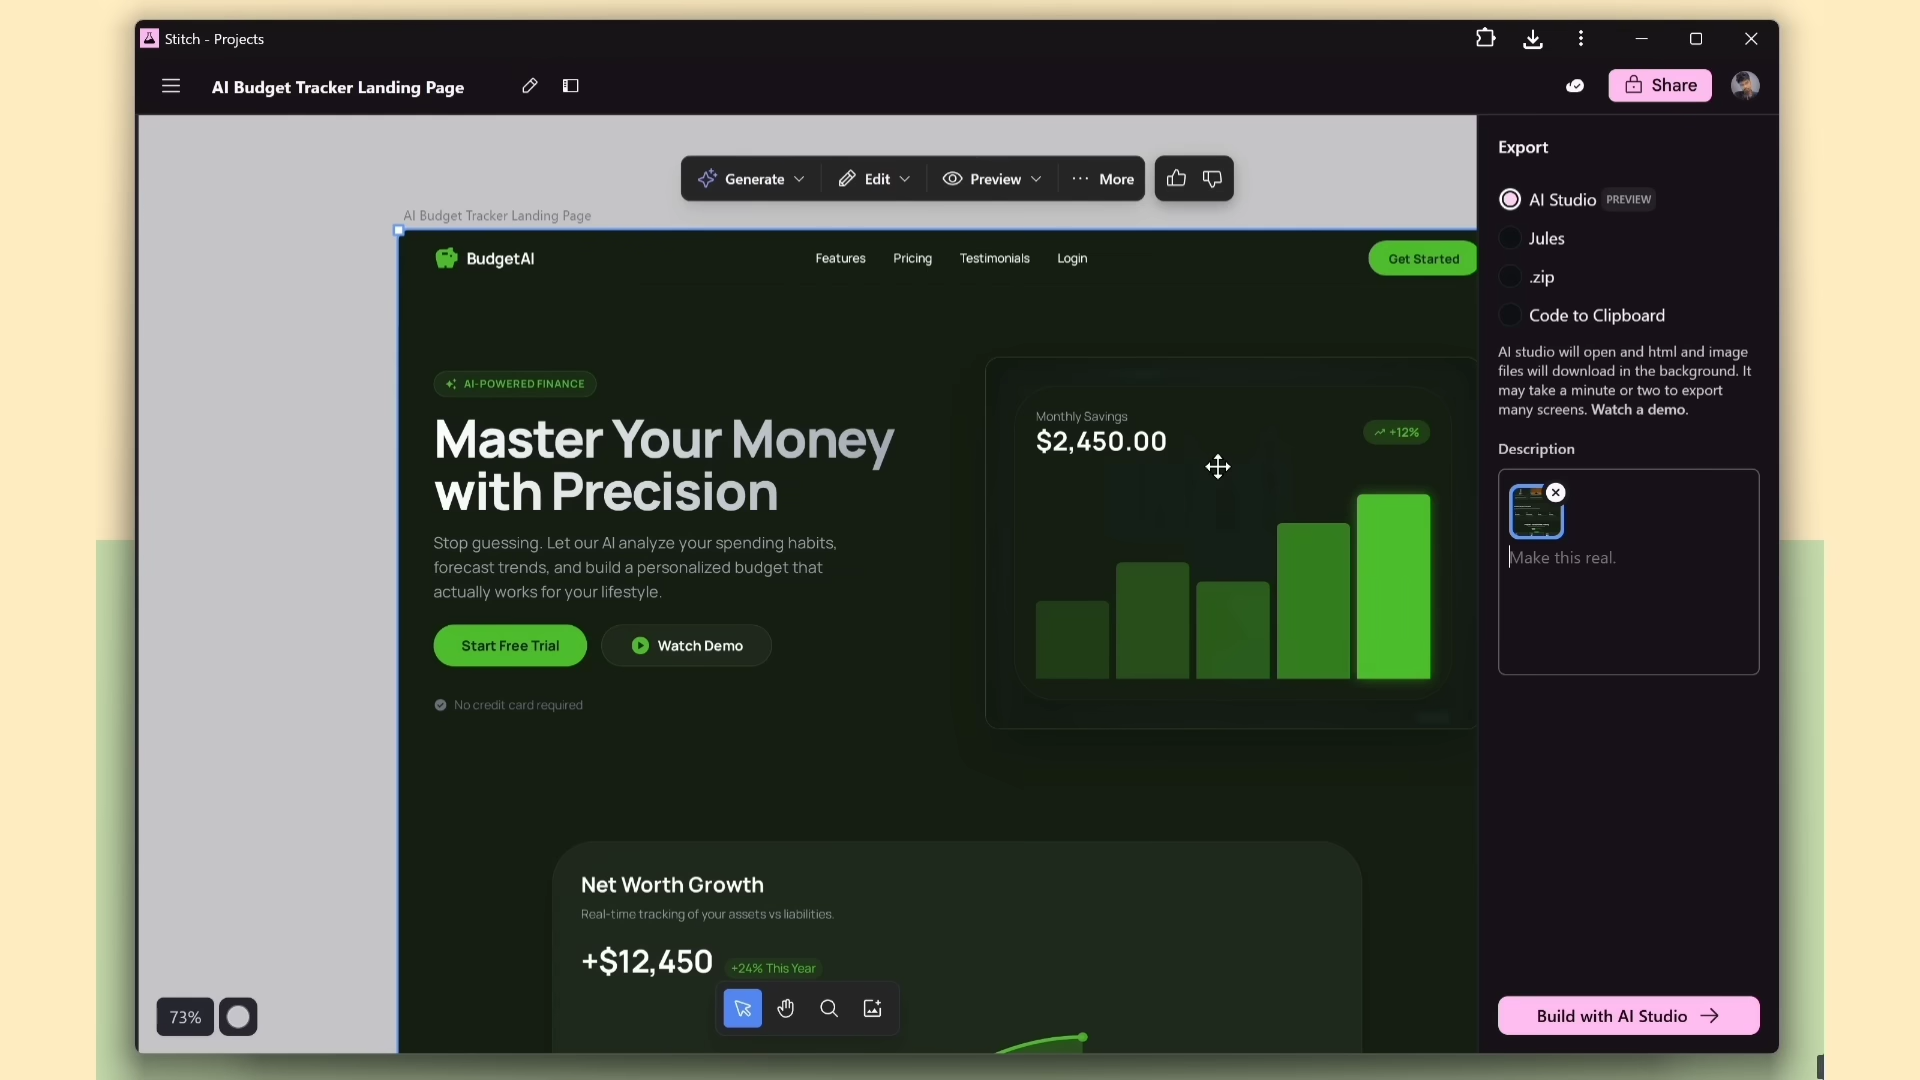 Stitch - Projects
AI Budget Tracker Landing Page
Share
Generate
Edit
Preview
More
AI Budget Tracker Landing Page
BudgetAI
Features
Pricing
Testimonials
Login
Get Started
AI-POWERED FINANCE
Master Your Money
with Precision
Stop guessing. Let our AI analyze your spending habits,
forecast trends, and build a personalized budget that
actually works for your lifestyle.
Start Free Trial
Watch Demo
No credit card required
Monthly Savings
$2,450.00
+12%
Net Worth Growth
Real-time tracking of your assets vs liabilities.
+$12,450
+24% This Year
73%
Export
AI Studio PREVIEW
Jules
.zip
Code to Clipboard
AI studio will open and html and image
files will download in the background. It
may take a minute or two to export
many screens. Watch a demo.
Description
Make this real.
Build with AI Studio